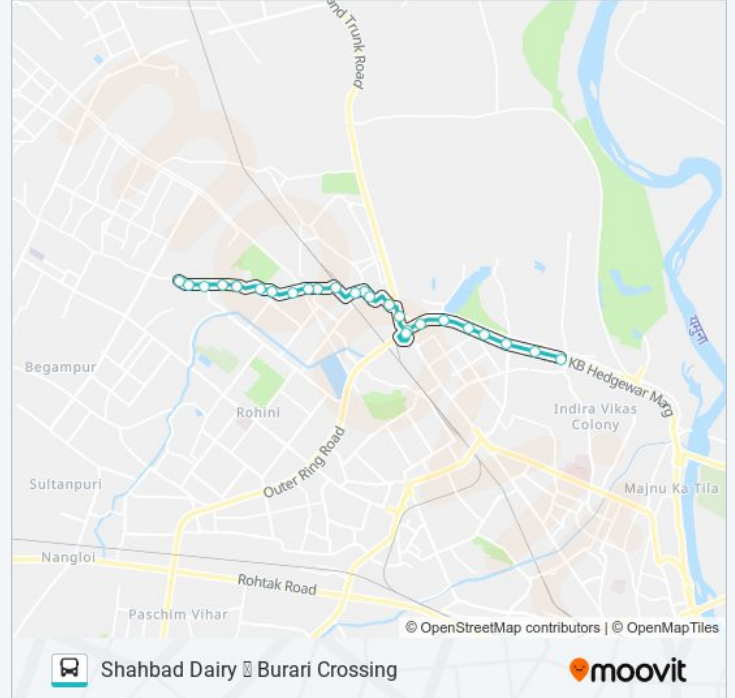 nd Trunk Road
यमुना
KB Hedgewar Marg
Begampur
Indira Vikas
Colony
Rohini
Outer Ring Road
Sultanpuri
Majnu Ka Tila
Nangloi
Rohtak Road
Paschim Vihar
© OpenStreetMap contributors | © OpenMapTiles
Shahbad Dairy ▯ Burari Crossing
moovit